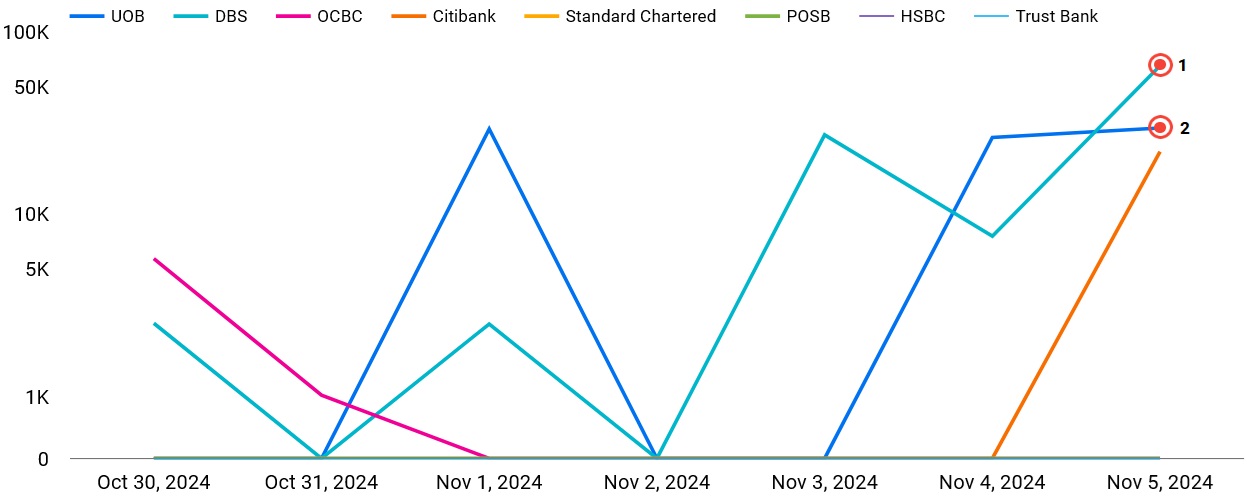 UOB DBS OCBC Citibank Standard Chartered POSB HSBC Trust Bank
100K
1
50K
2
10K
5K
1K
0
Oct 30, 2024 Oct 31, 2024 Nov 1, 2024 Nov 2, 2024 Nov 3, 2024 Nov 4, 2024 Nov 5, 2024